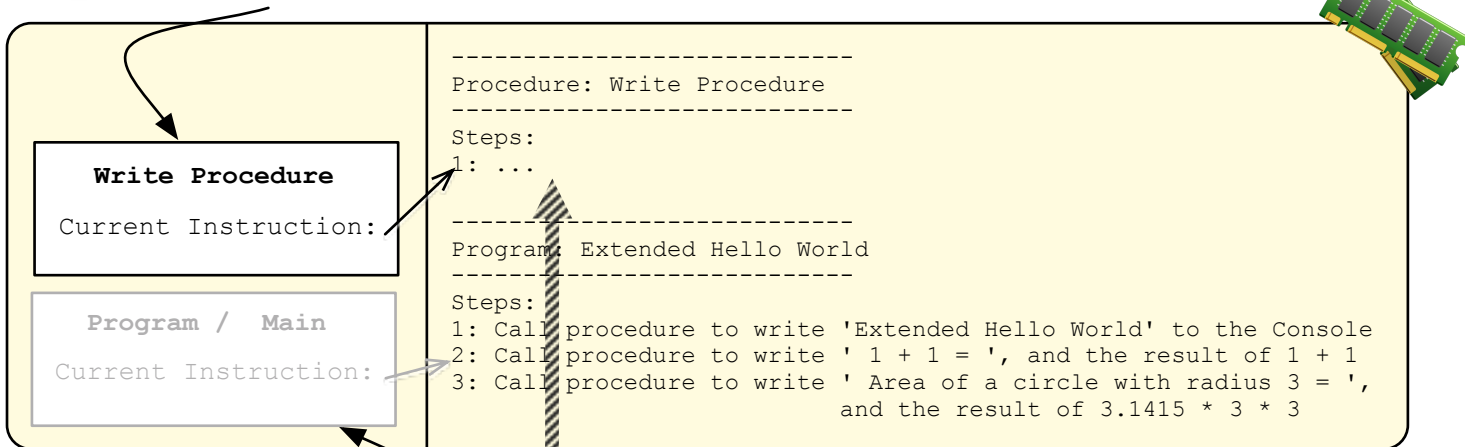 Write Procedure
Current Instruction:
Program / Main
Current Instruction:
----------------------------
Procedure: Write Procedure
----------------------------
Steps:
1: ...
----------------------------
Program: Extended Hello World
----------------------------
Steps:
1: Call procedure to write 'Extended Hello World' to the Console
2: Call procedure to write ' 1 + 1 = ', and the result of 1 + 1
3: Call procedure to write ' Area of a circle with radius 3 = ',
and the result of 3.1415 * 3 * 3